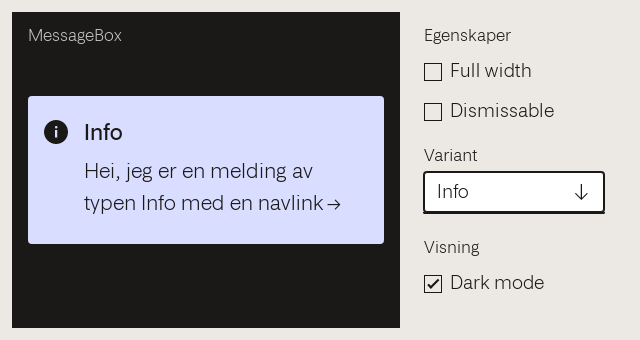 MessageBox
Info
Hei, jeg er en melding av
typen Info med en navlink →
Egenskaper
Full width
Dismissable
Variant
Info
Visning
Dark mode